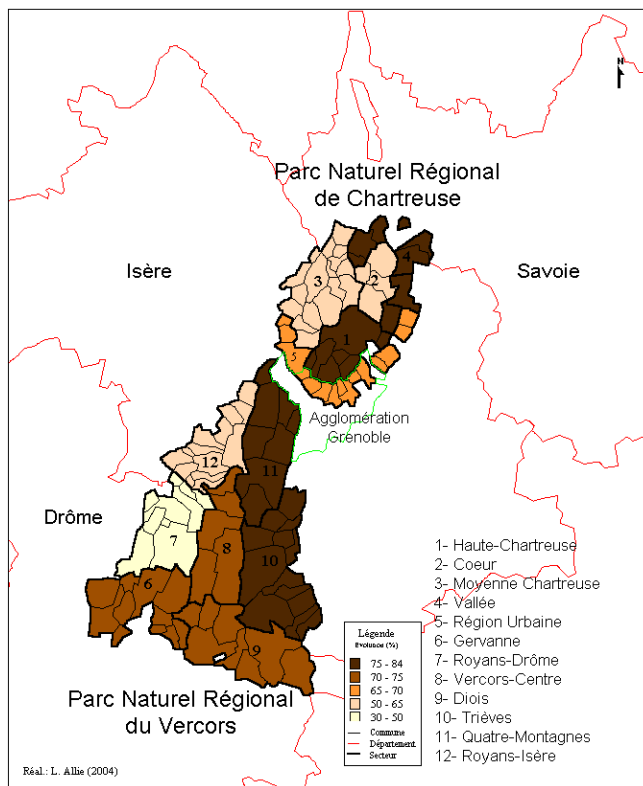 N
Parc Naturel Régional
de Chartreuse
Isère
Savoie
4
2
3
1
5
Agglomération
Grenoble
12
11
Drôme
7
8
10
6
9
Parc Naturel Régional
du Vercors
1- Haute-Chartreuse
2- Coeur
3- Moyenne Chartreuse
4- Vallée
5- Région Urbaine
6- Gervanne
7- Royans-Drôme
8- Vercors-Centre
9- Diois
10- Trièves
11- Quatre-Montagnes
12- Royans-Isère
Légende
Evolution (%)
75 - 84
70 - 75
65 - 70
50 - 65
30 - 50
Commune
Département
Secteur
Réal.: L. Allie (2004)